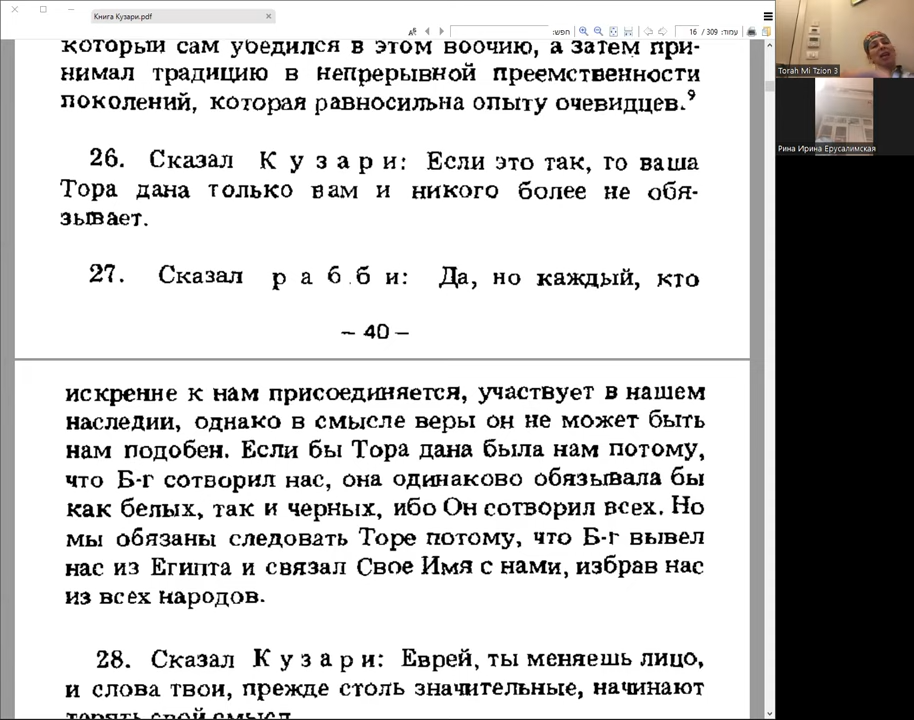 Книга Кузари.pdf
עמוד: 16 / 309
חפש:
который сам убедился в этом воочию, а затем при-
нимал традицию в непрерывной преемственности
поколений, которая равносильна опыту очевидцев.⁹
26. Сказал К у з а р и: Если это так, то ваша
Тора дана только вам и никого более не обя-
зывает.
27. Сказал р а б б и: Да, но каждый, кто
– 40 –
искренне к нам присоединяется, участвует в нашем
наследии, однако в смысле веры он не может быть
нам подобен. Если бы Тора дана была нам потому,
что Б-г сотворил нас, она одинаково обязывала бы
как белых, так и черных, ибо Он сотворил всех. Но
мы обязаны следовать Торе потому, что Б-г вывел
нас из Египта и связал Свое Имя с нами, избрав нас
из всех народов.
28. Сказал К у з а р и: Еврей, ты меняешь лицо,
и слова твои, прежде столь значительные, начинают
терять свой смысл
Torah Mi Tzion 3
Рина Ирина Ерусалимская